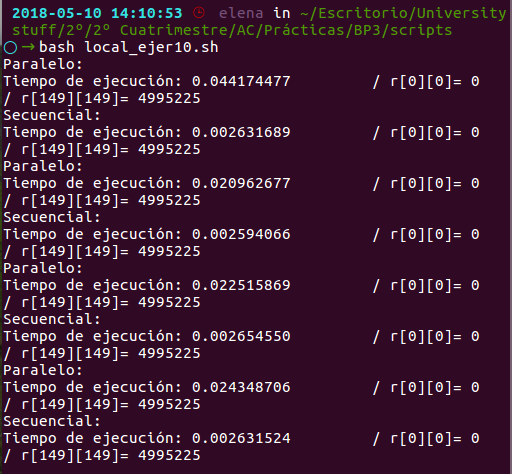 2018-05-10 14:10:53 elena in ~/Escritorio/University
stuff/2º/2º Cuatrimestre/AC/Prácticas/BP3/scripts
○ → bash local_ejer10.sh
Paralelo:
Tiempo de ejecución: 0.044174477 / r[0][0]= 0
/ r[149][149]= 4995225
Secuencial:
Tiempo de ejecución: 0.002631689 / r[0][0]= 0
/ r[149][149]= 4995225
Paralelo:
Tiempo de ejecución: 0.020962677 / r[0][0]= 0
/ r[149][149]= 4995225
Secuencial:
Tiempo de ejecución: 0.002594066 / r[0][0]= 0
/ r[149][149]= 4995225
Paralelo:
Tiempo de ejecución: 0.022515869 / r[0][0]= 0
/ r[149][149]= 4995225
Secuencial:
Tiempo de ejecución: 0.002654550 / r[0][0]= 0
/ r[149][149]= 4995225
Paralelo:
Tiempo de ejecución: 0.024348706 / r[0][0]= 0
/ r[149][149]= 4995225
Secuencial:
Tiempo de ejecución: 0.002631524 / r[0][0]= 0
/ r[149][149]= 4995225